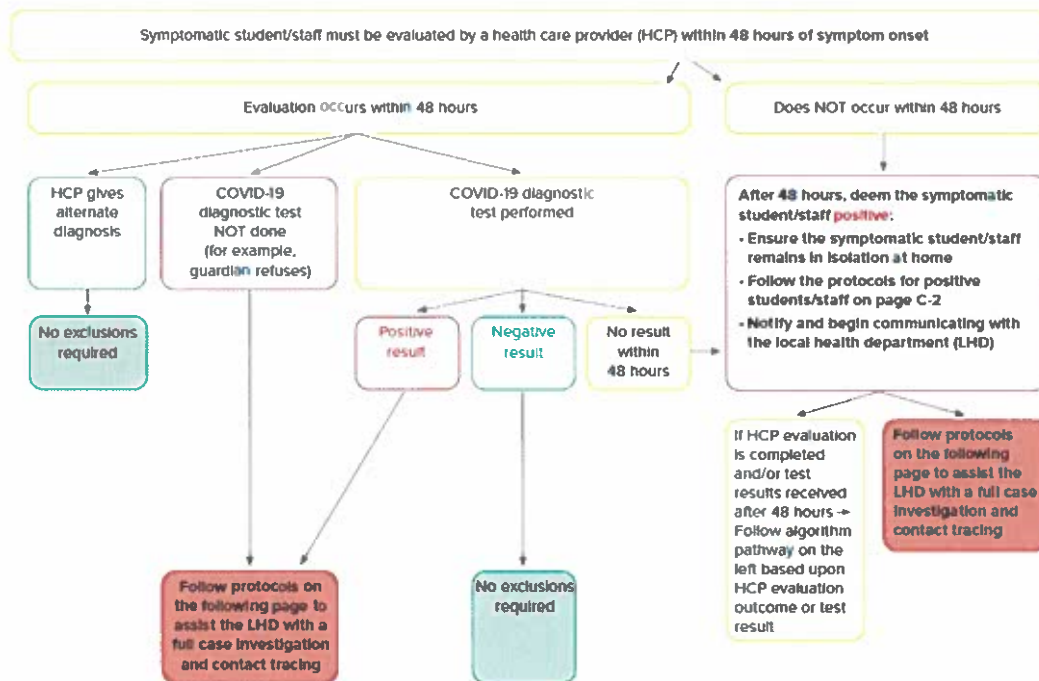 Symptomatic student/staff must be evaluated by a health care provider (HCP) within 48 hours of symptom onset
Evaluation occurs within 48 hours
Does NOT occur within 48 hours
HCP gives
alternate
diagnosis
COVID-19
diagnostic test
NOT done
(for example,
guardian refuses)
COVID-19 diagnostic
test performed
After 48 hours, deem the symptomatic
student/staff positive:
• Ensure the symptomatic student/staff
remains in isolation at home
• Follow the protocols for positive
students/staff on page C-2
• Notify and begin communicating with
the local health department (LHD)
No exclusions
required
Positive
result
Negative
result
No result
within
48 hours
If HCP evaluation
is completed
and/or test
results received
after 48 hours →
Follow algorithm
pathway on the
left based upon
HCP evaluation
outcome or test
result
Follow protocols
on the following
page to assist the
LHD with a full case
investigation and
contact tracing
Follow protocols on
the following page to
assist the LHD with a
full case investigation
and contact tracing
No exclusions
required